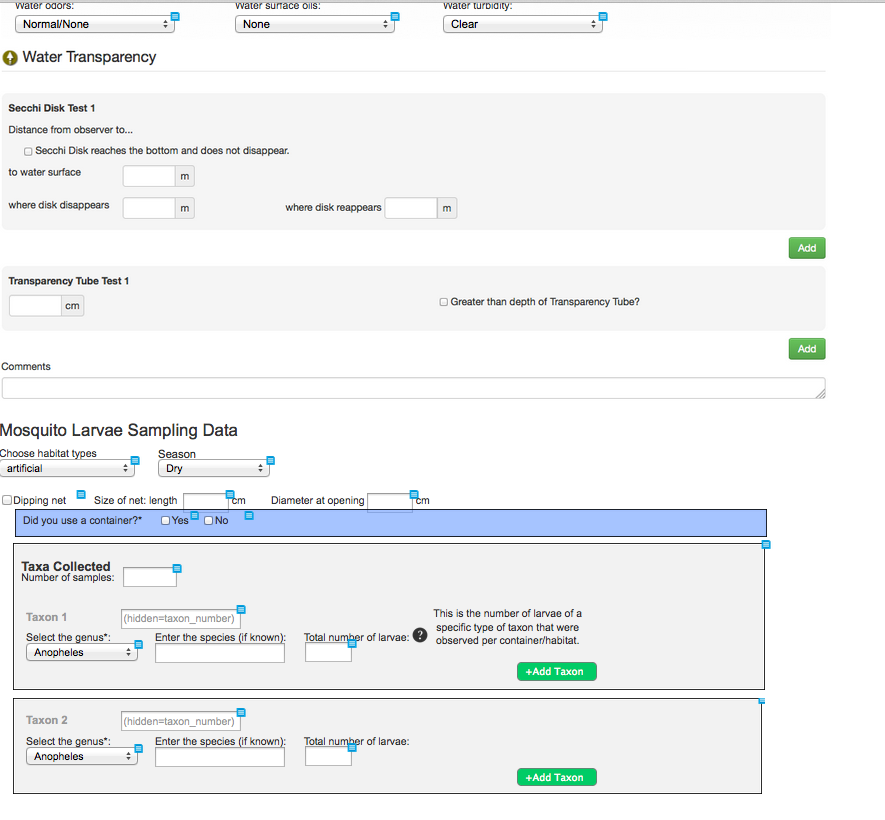 Water odors: Water surface oils: Water turbidity:
Normal/None None Clear
Water Transparency
Secchi Disk Test 1
Distance from observer to...
Secchi Disk reaches the bottom and does not disappear.
to water surface m
where disk disappears m where disk reappears m
Add
Transparency Tube Test 1
cm Greater than depth of Transparency Tube?
Add
Comments
Mosquito Larvae Sampling Data
Choose habitat types Season
artificial Dry
Dipping net Size of net: length cm Diameter at opening cm
Did you use a container?* Yes No
Taxa Collected
Number of samples:
Taxon 1 (hidden=taxon_number)
Select the genus*: Enter the species (if known): Total number of larvae: ?
Anopheles
This is the number of larvae of a
specific type of taxon that were
observed per container/habitat.
+Add Taxon
Taxon 2 (hidden=taxon_number)
Select the genus*: Enter the species (if known): Total number of larvae:
Anopheles
+Add Taxon